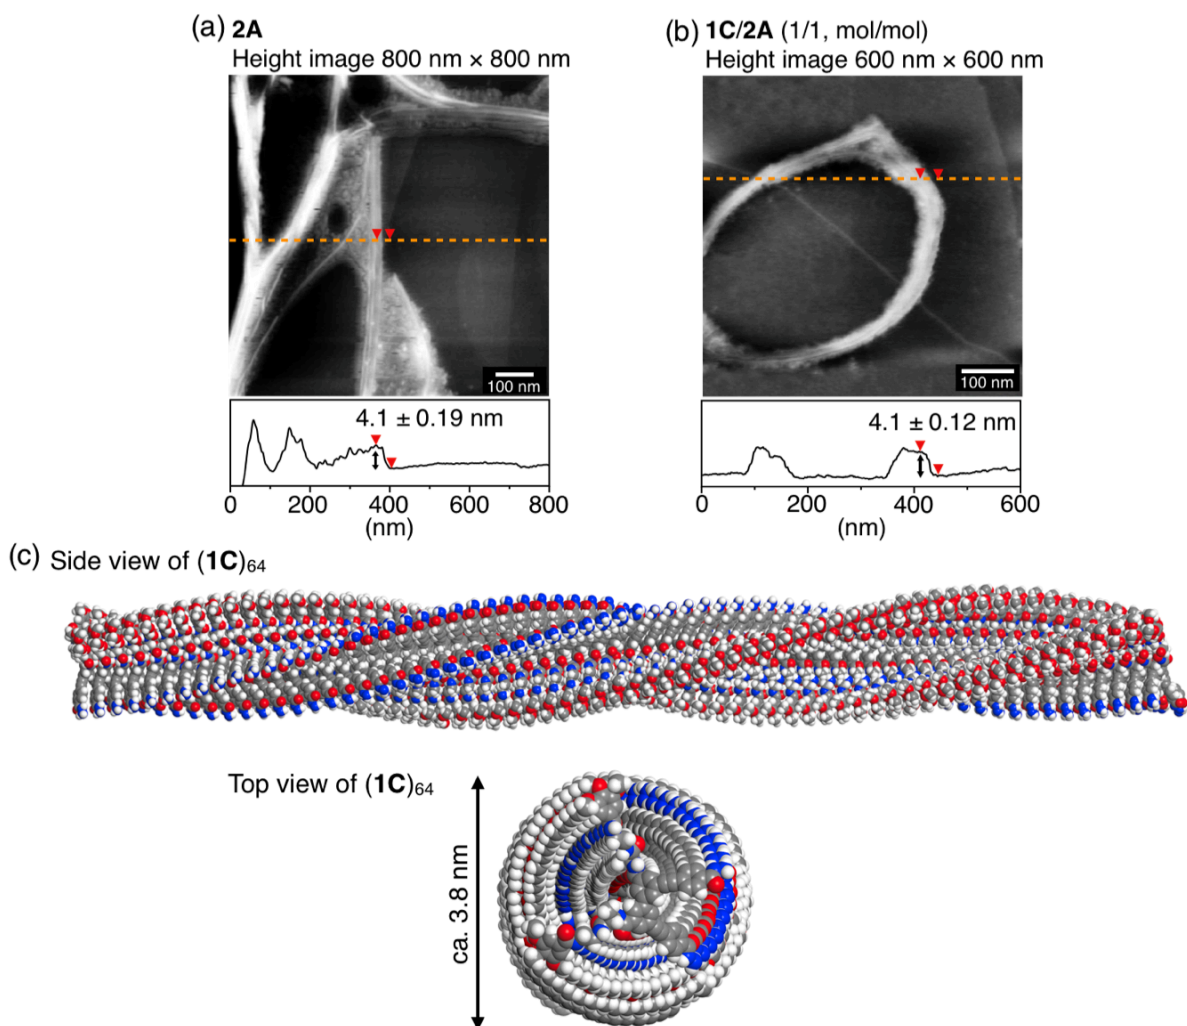 (a) 2A
Height image 800 nm × 800 nm
100 nm
4.1 ± 0.19 nm
0 200 400 600 800
(nm)
(b) 1C/2A (1/1, mol/mol)
Height image 600 nm × 600 nm
100 nm
4.1 ± 0.12 nm
0 200 400 600
(nm)
(c) Side view of (1C)64
Top view of (1C)64
ca. 3.8 nm